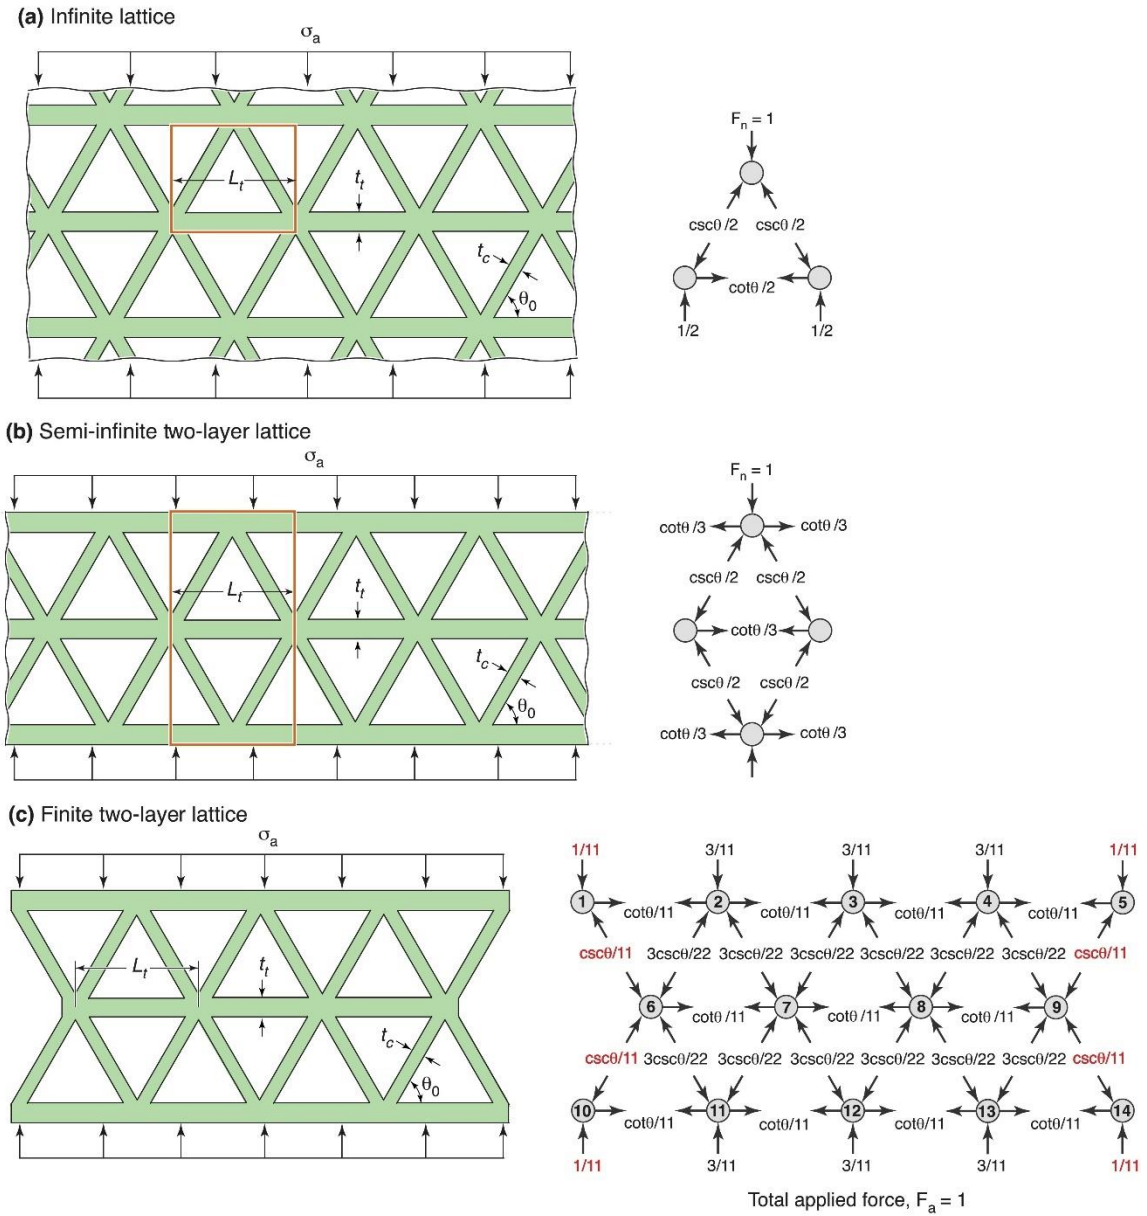 (a) Infinite lattice
σa
Lt
tt
tc
θ0
Fn = 1
cscθ/2 cscθ/2
cotθ/2
1/2 1/2
(b) Semi-infinite two-layer lattice
σa
Lt
tt
tc
θ0
Fn = 1
cotθ/3 cotθ/3
cscθ/2 cscθ/2
cotθ/3
cscθ/2 cscθ/2
cotθ/3 cotθ/3
(c) Finite two-layer lattice
σa
Lt
tt
tc
θ0
1/11 3/11 3/11 3/11 1/11
1 2 3 4 5
cotθ/11 cotθ/11 cotθ/11 cotθ/11
cscθ/11 3cscθ/22 3cscθ/22 3cscθ/22 3cscθ/22 3cscθ/22 3cscθ/22 cscθ/11
6 7 8 9
cotθ/11 cotθ/11 cotθ/11
cscθ/11 3cscθ/22 3cscθ/22 3cscθ/22 3cscθ/22 3cscθ/22 3cscθ/22 cscθ/11
10 11 12 13 14
cotθ/11 cotθ/11 cotθ/11 cotθ/11
1/11 3/11 3/11 3/11 1/11
Total applied force, Fa = 1